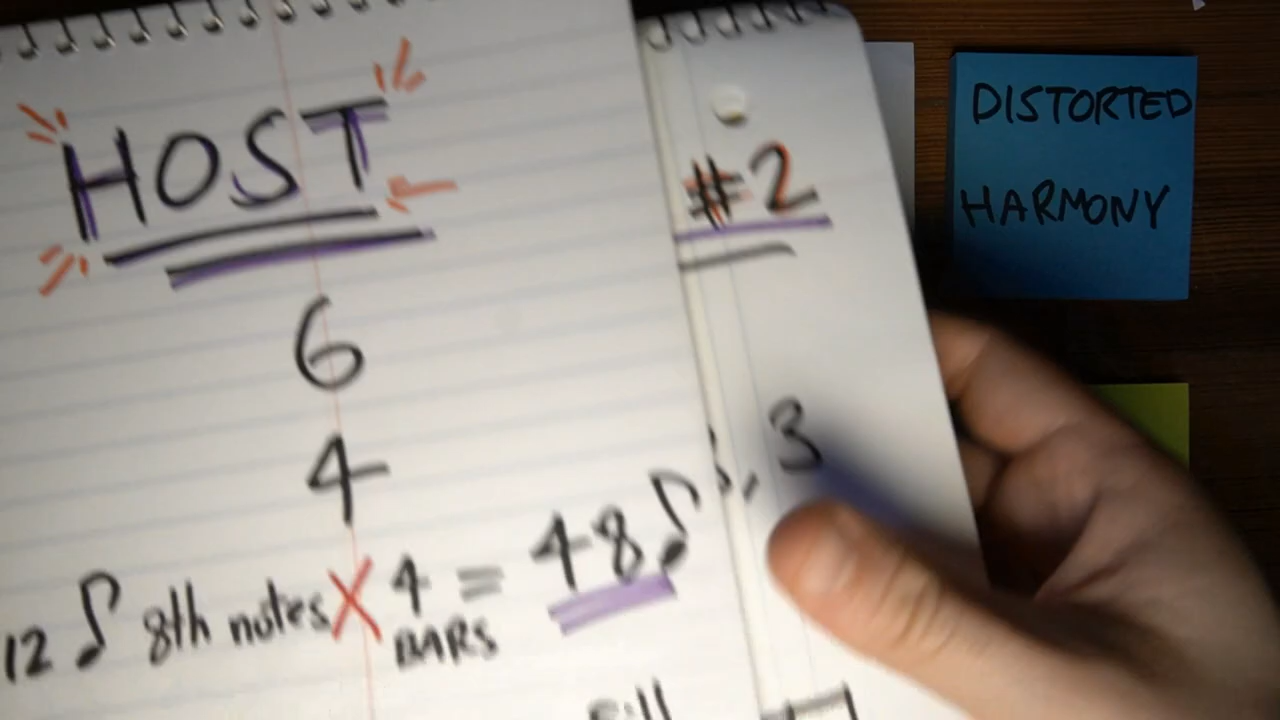 HOST
6
4
12 ♪ 8th notes X 4 = 48 ♪
BARS
#2
, 3
DISTORTED
HARMONY